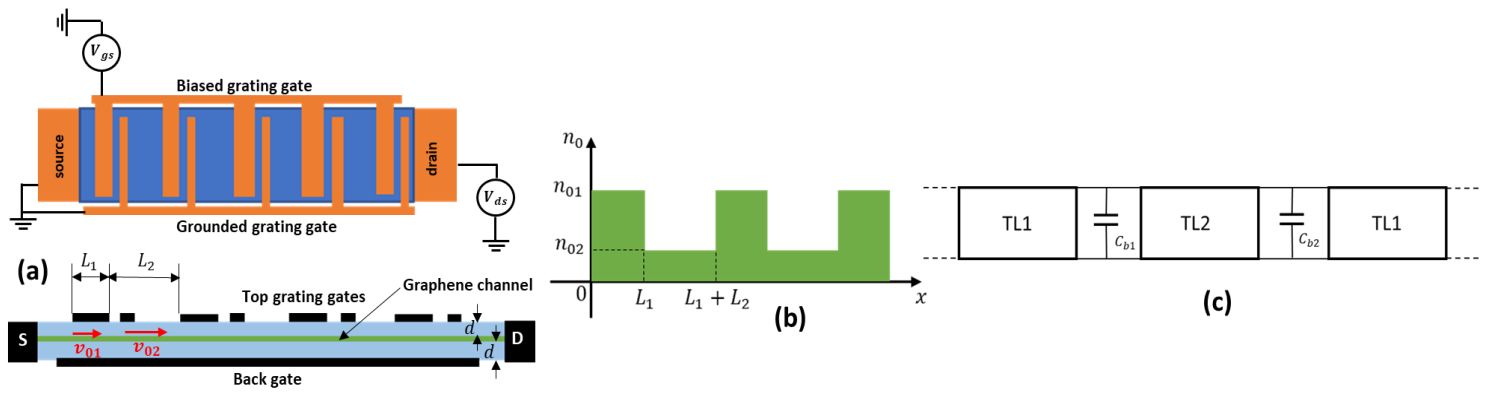 V_gs
Biased grating gate
source
drain
V_ds
Grounded grating gate
(a)
L_1
L_2
Top grating gates
Graphene channel
S
v_01
v_02
d
d
D
Back gate
n_0
n_01
n_02
0
L_1
L_1 + L_2
x
(b)
TL1
C_b1
TL2
C_b2
TL1
(c)